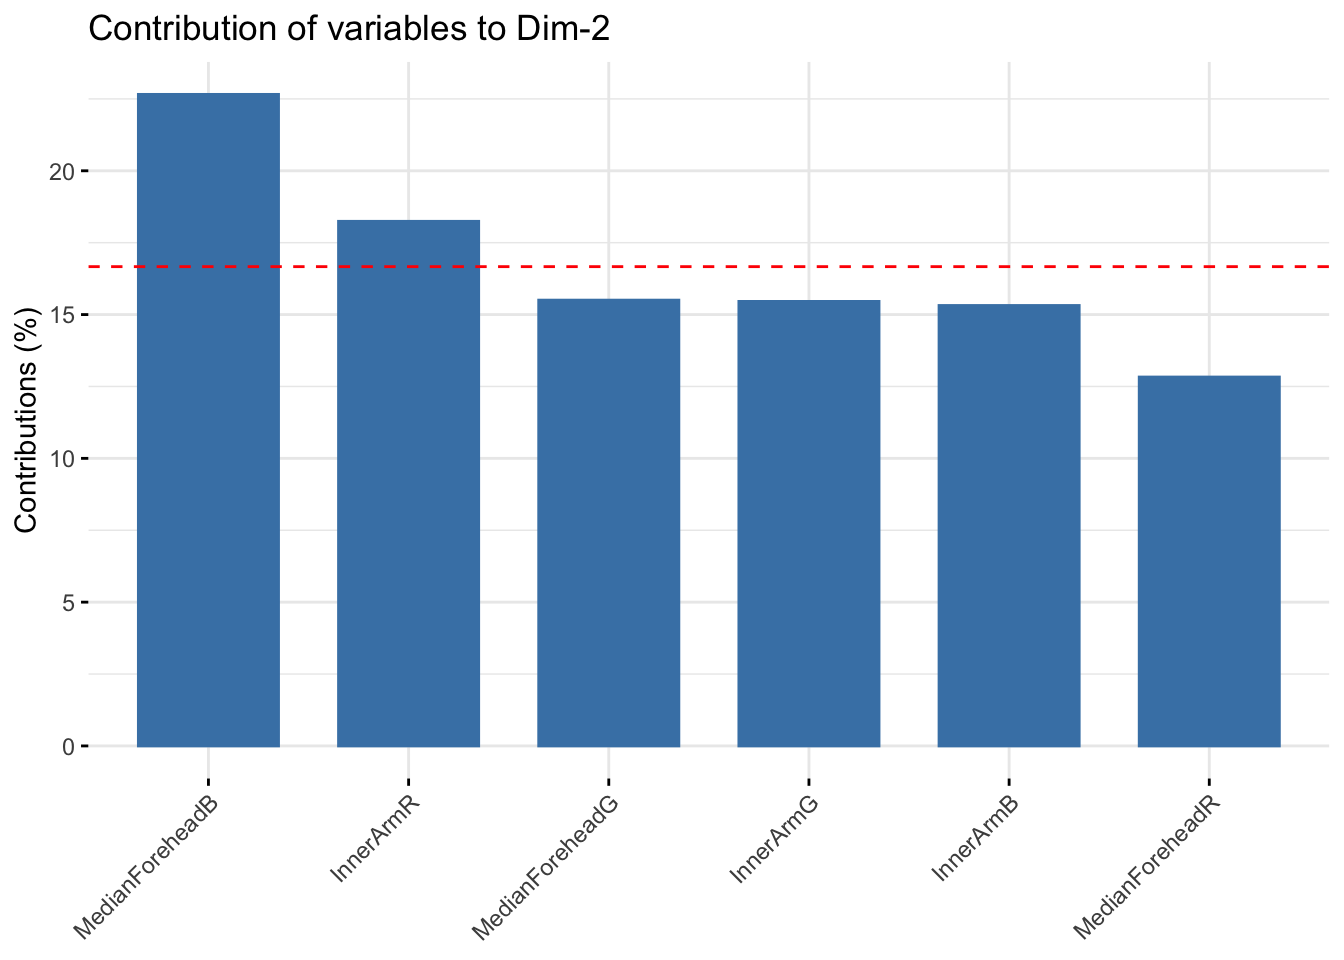 Contribution of variables to Dim-2
Contributions (%)
20
15
10
5
0
MedianForeheadB
InnerArmR
MedianForeheadG
InnerArmG
InnerArmB
MedianForeheadR